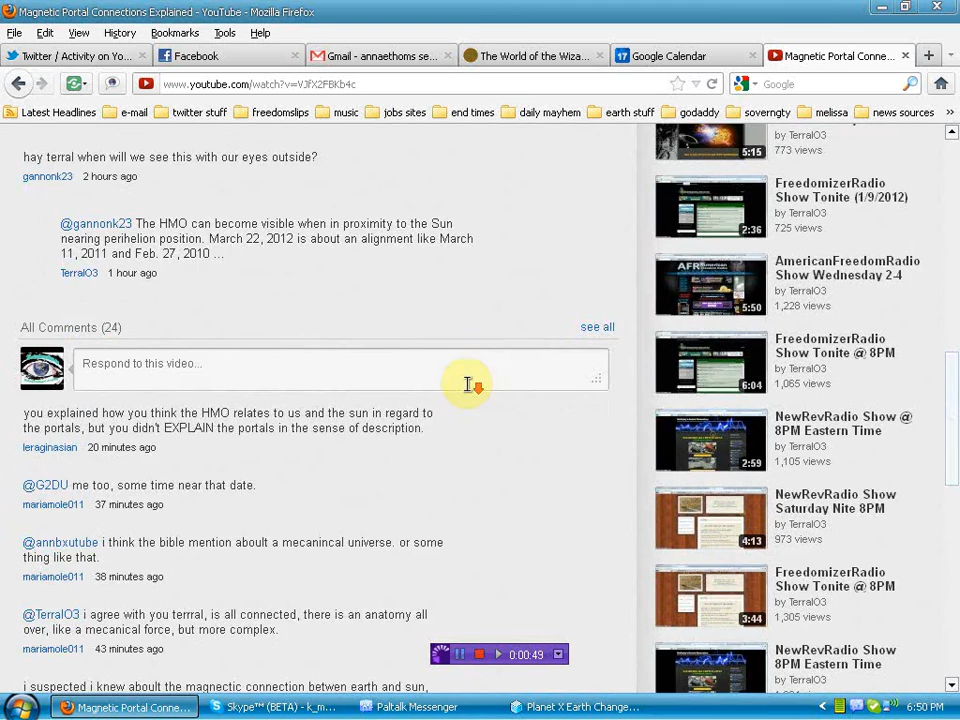 Magnetic Portal Connections Explained - YouTube - Mozilla Firefox
File Edit View History Bookmarks Tools Help
Twitter / Activity on Yo...
Facebook
Gmail - annaethoms - se...
The World of the Wiza...
17 Google Calendar
Magnetic Portal Conne...
www.youtube.com/watch?v=VJfX2FBKb4c
Google
Latest Headlines e-mail twitter stuff freedomslips music jobs sites end times daily mayhem earth stuff godaddy soverngty melissa news sources
hay terral when will we see this with our eyes outside?
gannonk23 2 hours ago
@gannonk23 The HMO can become visible when in proximity to the Sun
nearing perihelion position. March 22, 2012 is about an alignment like March
11, 2011 and Feb. 27, 2010 ...
TerralO3 1 hour ago
All Comments (24)
see all
Respond to this video...
you explained how you think the HMO relates to us and the sun in regard to
the portals, but you didn't EXPLAIN the portals in the sense of description.
leraginasian 20 minutes ago
@G2DU me too, some time near that date.
mariamole011 37 minutes ago
@annbxutube i think the bible mention aboult a mecanincal universe. or some
thing like that.
mariamole011 38 minutes ago
@TerralO3 i agree with you terrral, is all connected, there is an anatomy all
over, like a mecanical force, but more complex.
mariamole011 43 minutes ago
i suspected i knew about the magnectic connection betwen earth and sun,
5:15
by TerralO3
773 views
2:36
FreedomizerRadio
Show Tonite (1/9/2012)
by TerralO3
725 views
5:50
AmericanFreedomRadio
Show Wednesday 2-4
by TerralO3
1,228 views
6:04
FreedomizerRadio
Show Tonite @ 8PM
by TerralO3
1,065 views
2:59
NewRevRadio Show @
8PM Eastern Time
by TerralO3
1,105 views
4:13
NewRevRadio Show
Saturday Nite 8PM
by TerralO3
973 views
3:44
FreedomizerRadio
Show Tonite @ 8PM
by TerralO3
1,305 views
NewRevRadio Show
8PM Eastern Time
by TerralO3
0:00:49
Magnetic Portal Conne...
Skype™ (BETA) - k_m...
Paltalk Messenger
Planet X Earth Change...
6:50 PM